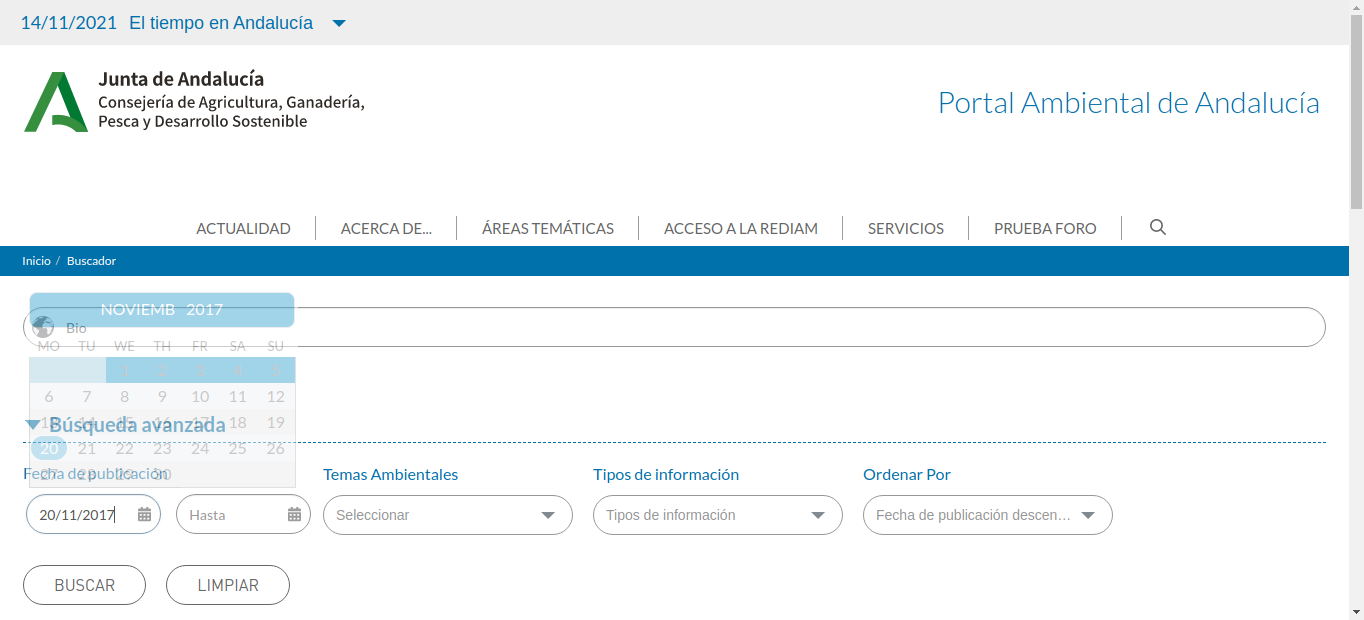 14/11/2021 El tiempo en Andalucía
Junta de Andalucía
Consejería de Agricultura, Ganadería,
Pesca y Desarrollo Sostenible
Portal Ambiental de Andalucía
ACTUALIDAD ACERCA DE... ÁREAS TEMÁTICAS ACCESO A LA REDIAM SERVICIOS PRUEBA FORO
Inicio / Buscador
NOVIEMB 2017
Bio
MO TU WE TH FR SA SU
1 2 3 4 5
6 7 8 9 10 11 12
13 14 15 16 17 18 19
Búsqueda avanzada
20 21 22 23 24 25 26
27 28 29 30
Fecha de publicación Temas Ambientales Tipos de información Ordenar Por
20/11/2017 Hasta Seleccionar Tipos de información Fecha de publicación descen...
BUSCAR LIMPIAR